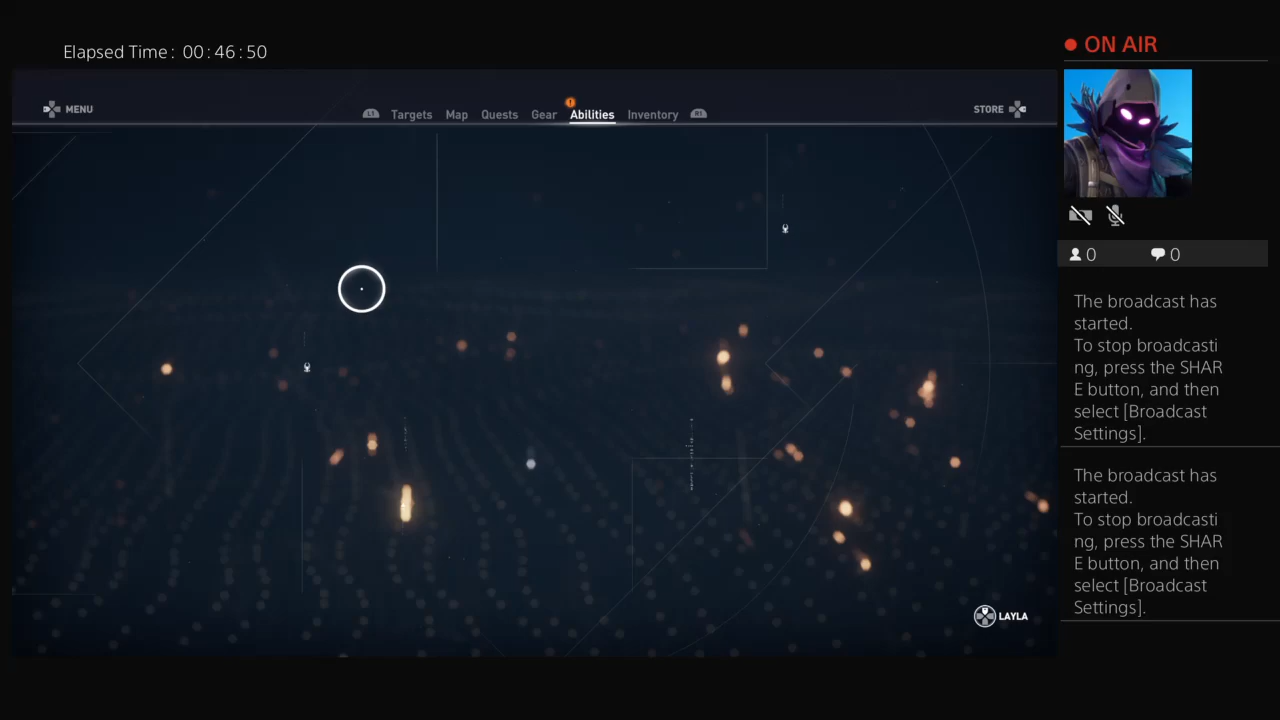 Elapsed Time: 00:46:50
ON AIR
MENU
L1 Targets Map Quests Gear Abilities Inventory R1
STORE
0 0
The broadcast has
started.
To stop broadcasti
ng, press the SHAR
E button, and then
select [Broadcast
Settings].
The broadcast has
started.
To stop broadcasti
ng, press the SHAR
E button, and then
select [Broadcast
Settings].
LAYLA